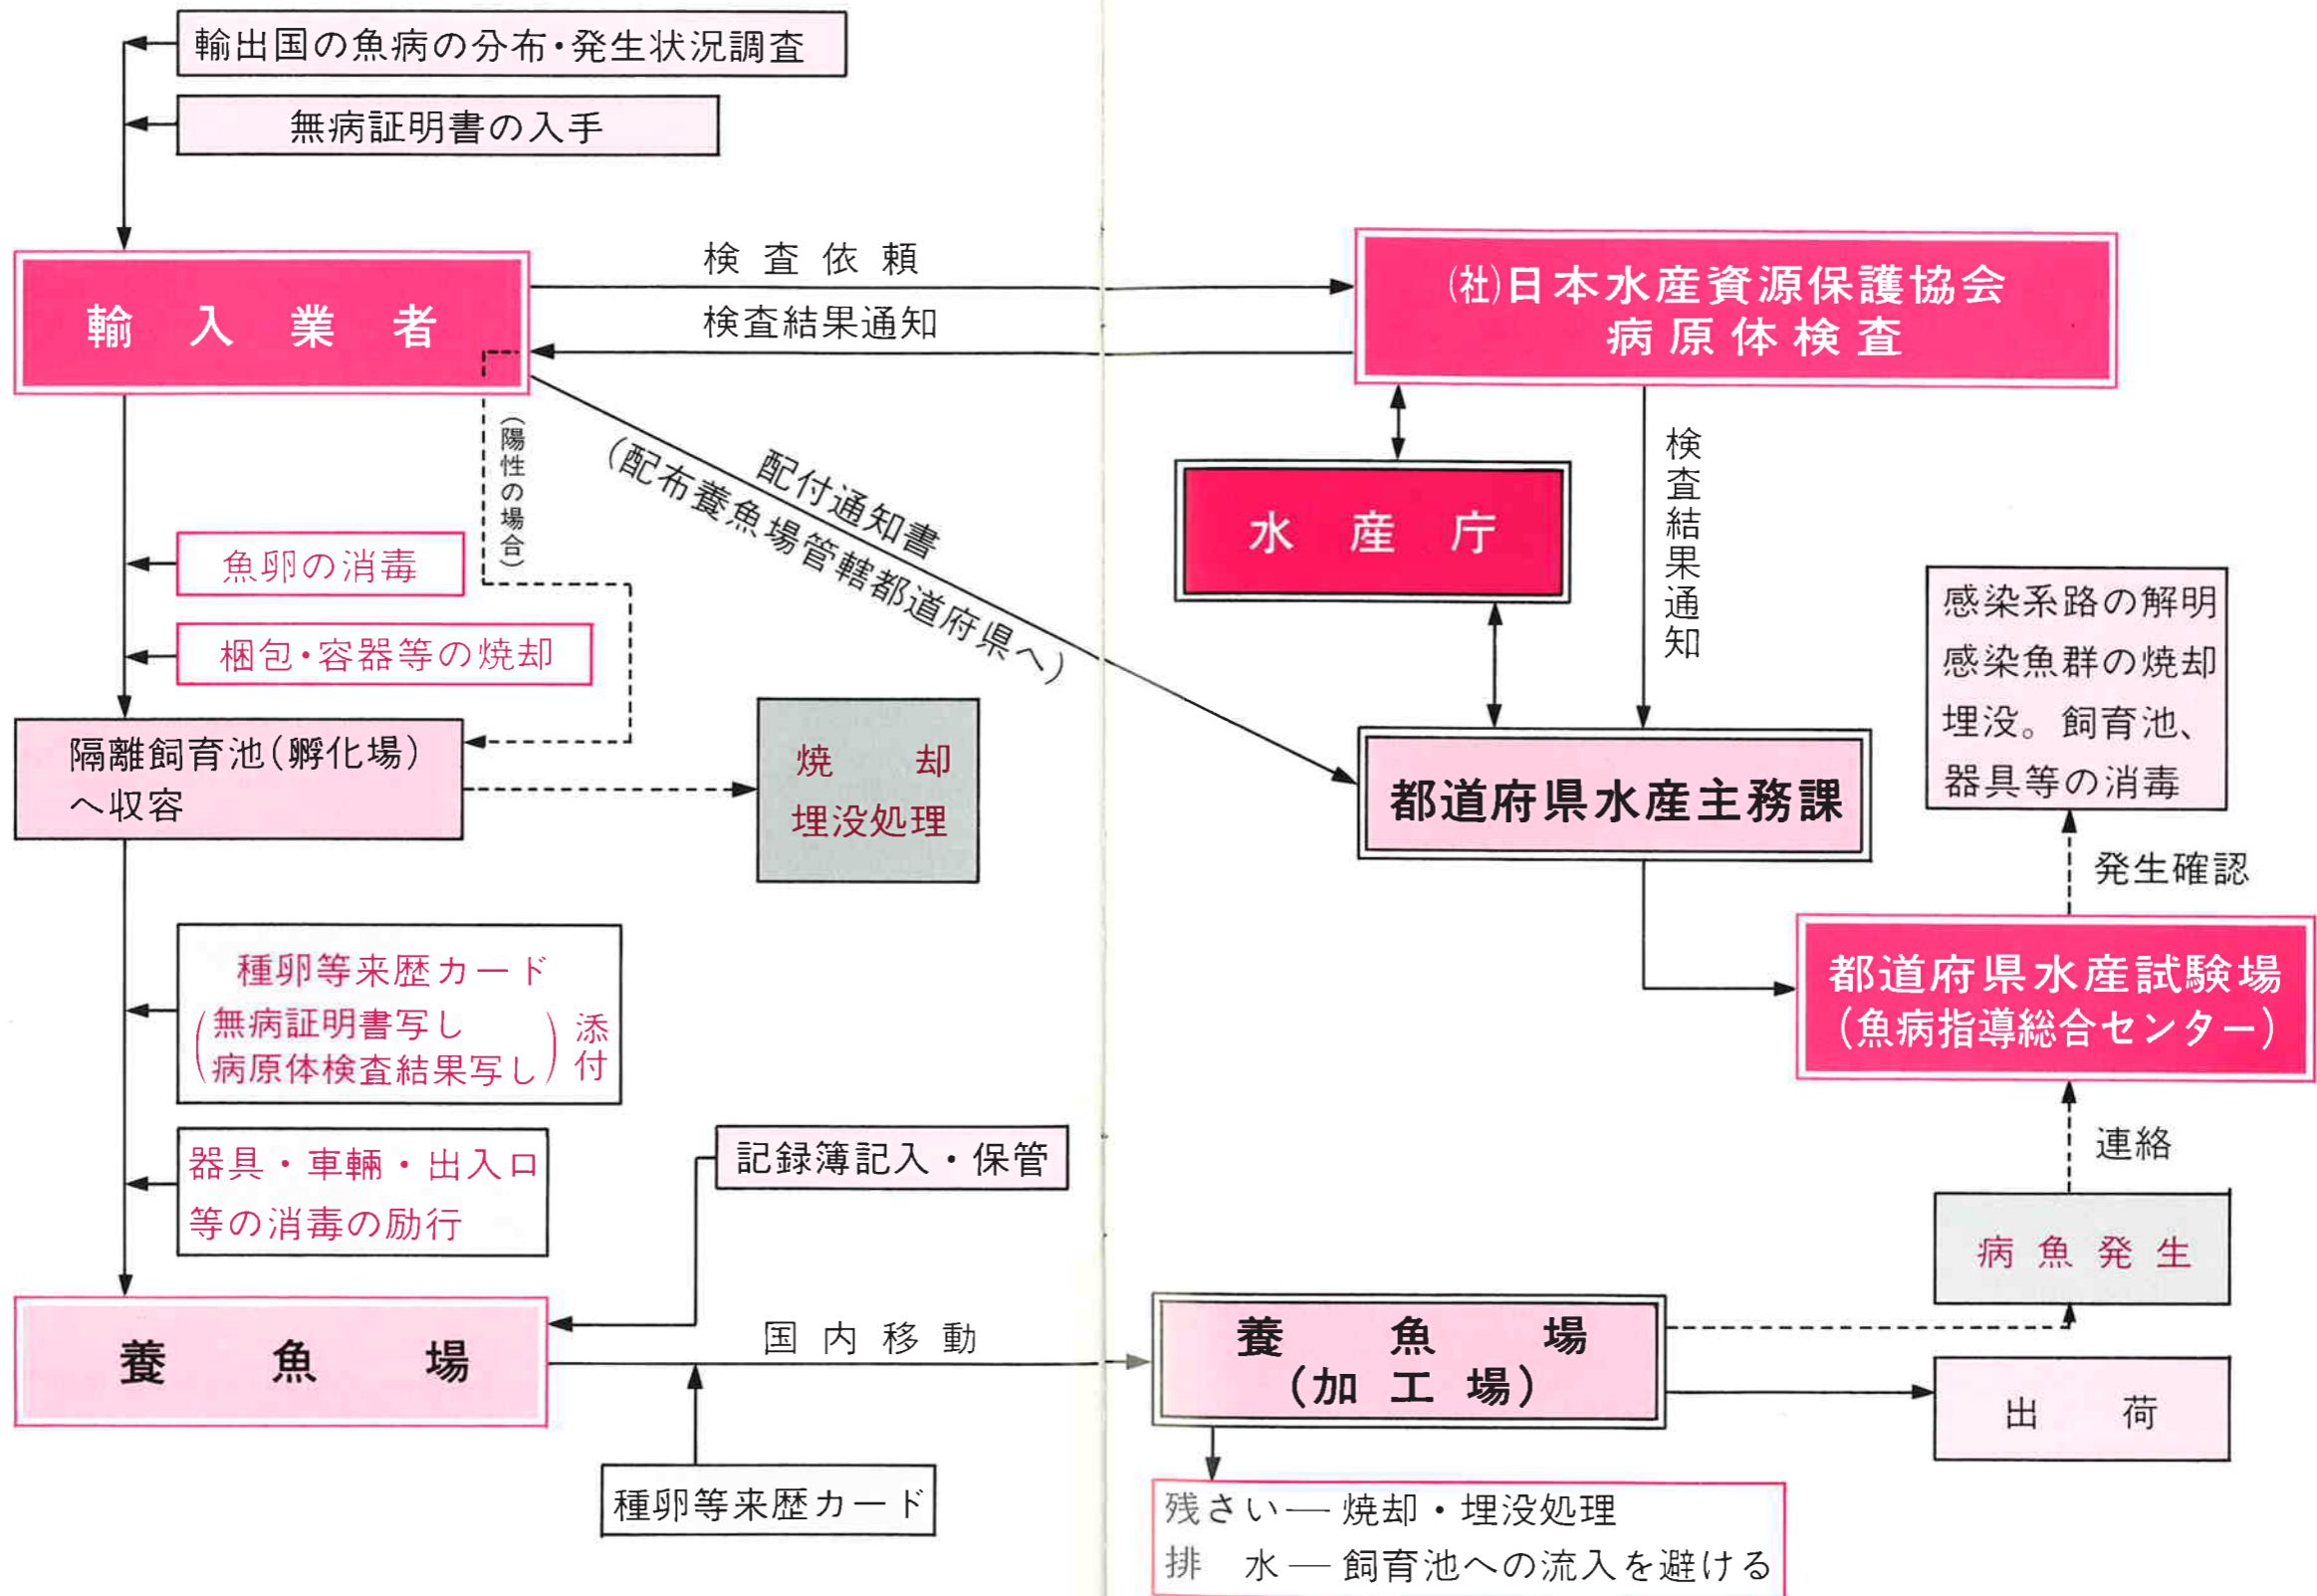 輸出国の魚病の分布・発生状況調査
無病証明書の入手
輸入業者
検査依頼
検査結果通知
(社)日本水産資源保護協会
病原体検査
(陽性の場合)
配付通知書
(配布養魚場管轄都道府県へ)
水産庁
検査結果通知
魚卵の消毒
梱包・容器等の焼却
隔離飼育池(孵化場)
へ収容
焼却
埋没処理
都道府県水産主務課
感染系路の解明
感染魚群の焼却
埋没。飼育池、
器具等の消毒
発生確認
都道府県水産試験場
(魚病指導総合センター)
連絡
病魚発生
種卵等来歴カード
(無病証明書写し
病原体検査結果写し)添付
器具・車輌・出入口
等の消毒の励行
記録簿記入・保管
養魚場
国内移動
種卵等来歴カード
養魚場
(加工場)
出荷
残さい―焼却・埋没処理
排水―飼育池への流入を避ける